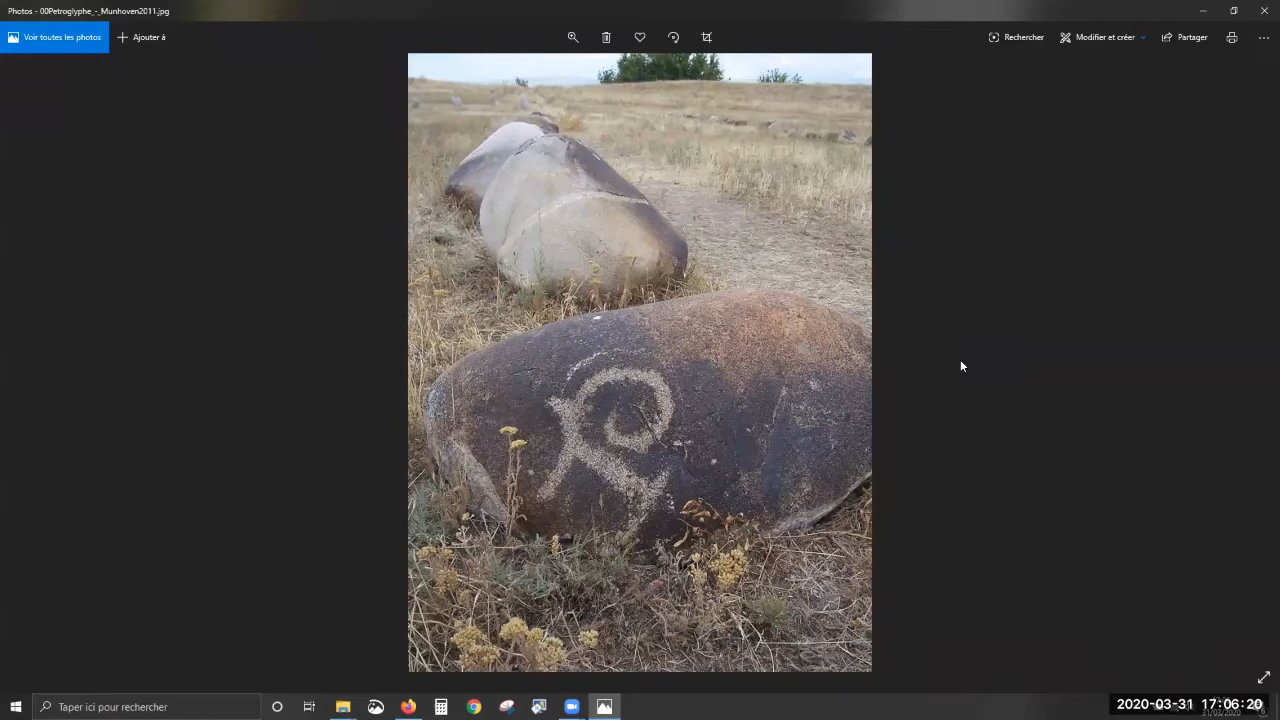 Photos - 00Petroglyphe_-_Munhoven2011.jpg
Voir toutes les photos
Ajouter à
Rechercher
Modifier et créer
Partager
Taper ici pour rechercher
2020-03-31 17:06:20